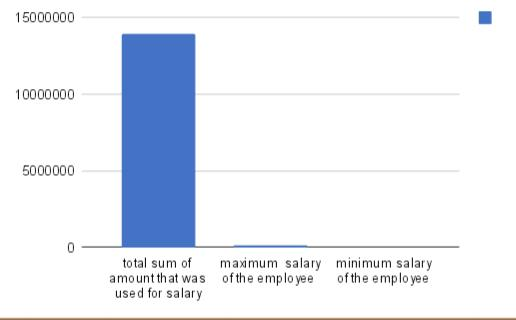 15000000
10000000
5000000
0
total sum of
amount that was
used for salary
maximum salary
of the employee
minimum salary
of the employee